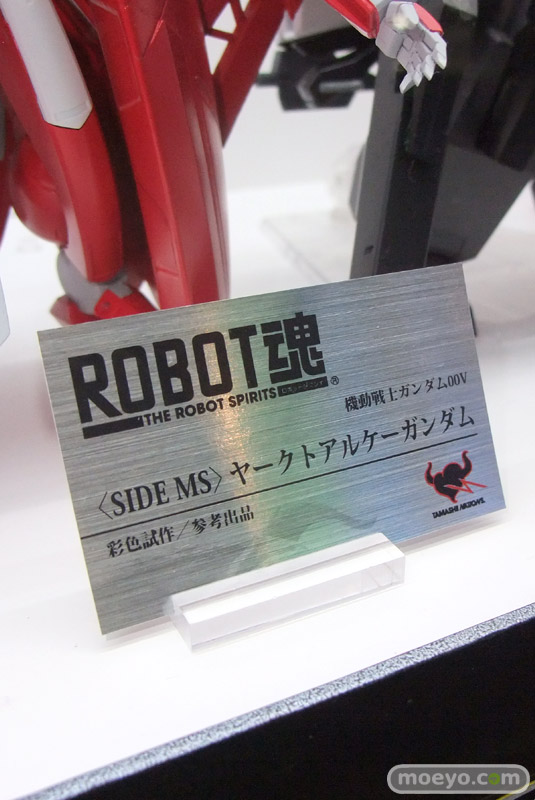 ROBOT魂
THE ROBOT SPIRITS
®
機動戦士ガンダム00V
〈SIDE MS〉ヤークトアルケーガンダム
彩色試作／参考出品
TAMASHII NATIONS
moeyo.com